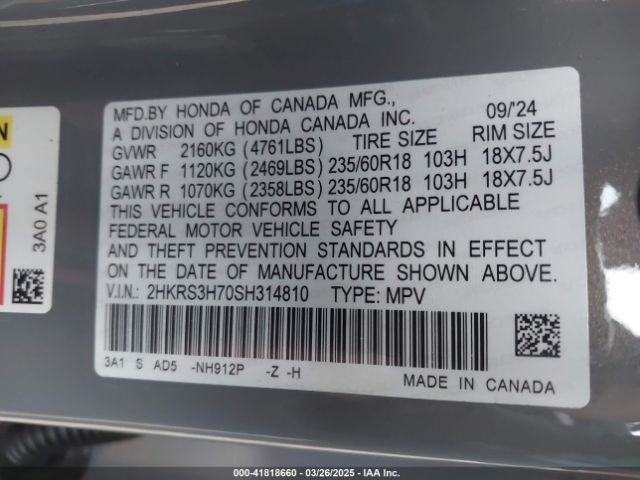 MFD.BY HONDA OF CANADA MFG., 09/'24
A DIVISION OF HONDA CANADA INC.
GVWR 2160KG (4761LBS) TIRE SIZE RIM SIZE
GAWR F 1120KG (2469LBS) 235/60R18 103H 18X7.5J
GAWR R 1070KG (2358LBS) 235/60R18 103H 18X7.5J
THIS VEHICLE CONFORMS TO ALL APPLICABLE
FEDERAL MOTOR VEHICLE SAFETY
AND THEFT PREVENTION STANDARDS IN EFFECT
ON THE DATE OF MANUFACTURE SHOWN ABOVE.
V.I.N.: 2HKRS3H70SH314810 TYPE: MPV
3A1 S AD5 -NH912P -Z -H
MADE IN CANADA
3A0 A1
000-41818660 — 03/26/2025 — IAA Inc.